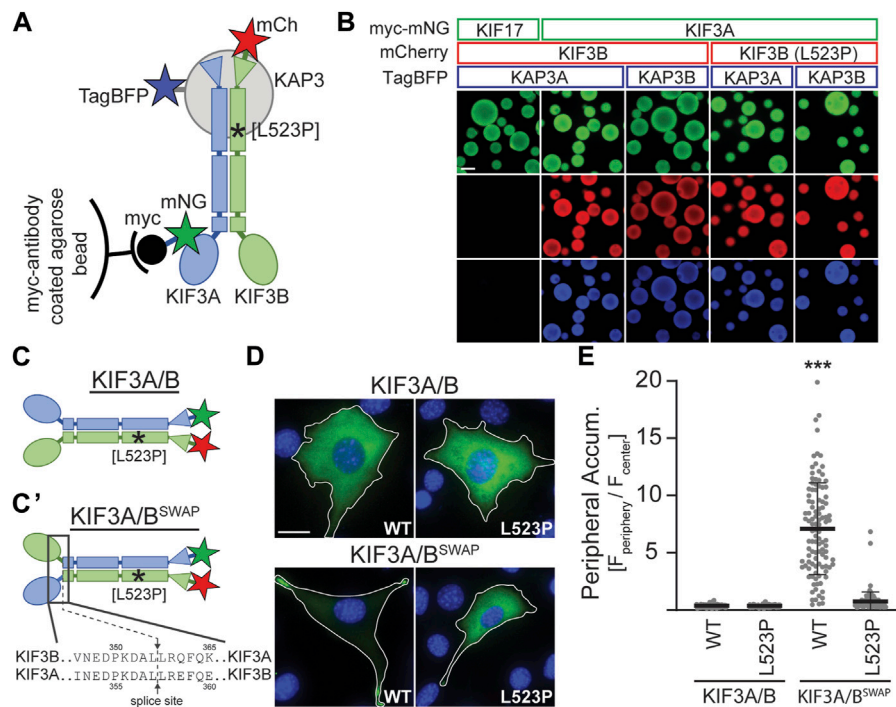 A
mCh
TagBFP
KAP3
* [L523P]
mNG
myc
myc-antibody
coated agarose
bead
KIF3A
KIF3B
B
myc-mNG KIF17 KIF3A
mCherry KIF3B KIF3B (L523P)
TagBFP KAP3A KAP3B KAP3A KAP3B
C
KIF3A/B
*
[L523P]
C'
KIF3A/B^SWAP
*
[L523P]
350 365
KIF3B..VNEDPKDALLRQFQK..KIF3A
KIF3A..INEDPKDALLREFQE..KIF3B
355 360
splice site
D
KIF3A/B
WT L523P
KIF3A/B^SWAP
WT L523P
E
***
Peripheral Accum.
[F_periphery / F_center]
20
15
10
5
WT L523P WT L523P
KIF3A/B KIF3A/B^SWAP